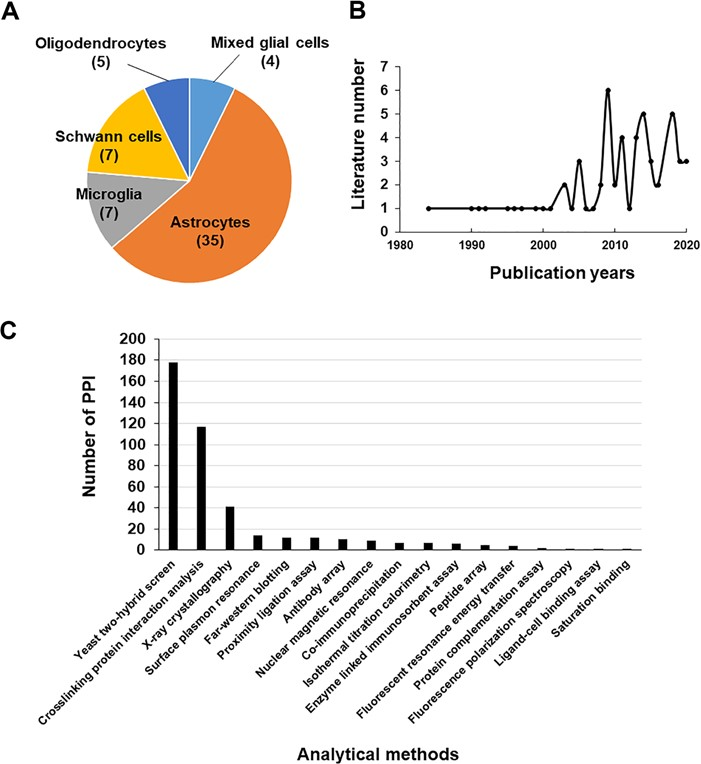 A
Oligodendrocytes
(5)
Mixed glial cells
(4)
Schwann cells
(7)
Microglia
(7)
Astrocytes
(35)
B
Literature number
7
6
5
4
3
2
1
0
1980
1990
2000
2010
2020
Publication years
C
Number of PPI
200
180
160
140
120
100
80
60
40
20
0
Yeast two-hybrid screen
Crosslinking protein interaction analysis
X-ray crystallography
Surface plasmon resonance
Far-western blotting
Proximity ligation assay
Antibody array
Nuclear magnetic resonance
Co-immunoprecipitation
Isothermal titration calorimetry
Enzyme linked immunosorbent assay
Peptide array
Fluorescent resonance energy transfer
Protein complementation assay
Fluorescence polarization spectroscopy
Ligand-cell binding assay
Saturation binding
Analytical methods